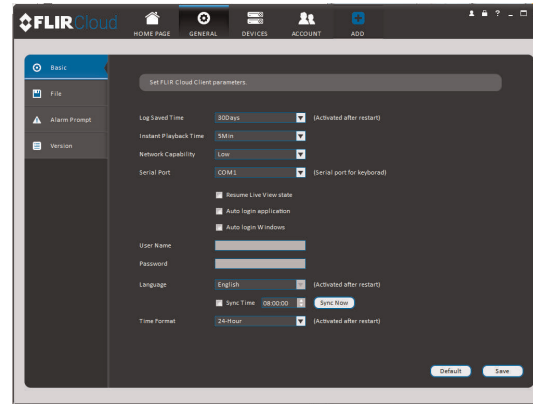 FLIR Cloud
HOME PAGE GENERAL DEVICES ACCOUNT ADD
Basic
File
Alarm Prompt
Version
Set FLIR Cloud Client parameters.
Log Saved Time 30Days (Activated after restart)
Instant Playback Time 5Min
Network Capability Low
Serial Port COM1 (Serial port for keyborad)
Resume Live View state
Auto login application
Auto login Windows
User Name
Password
Language English (Activated after restart)
Sync Time 08:00:00 Sync Now
Time Format 24-Hour (Activated after restart)
Default Save